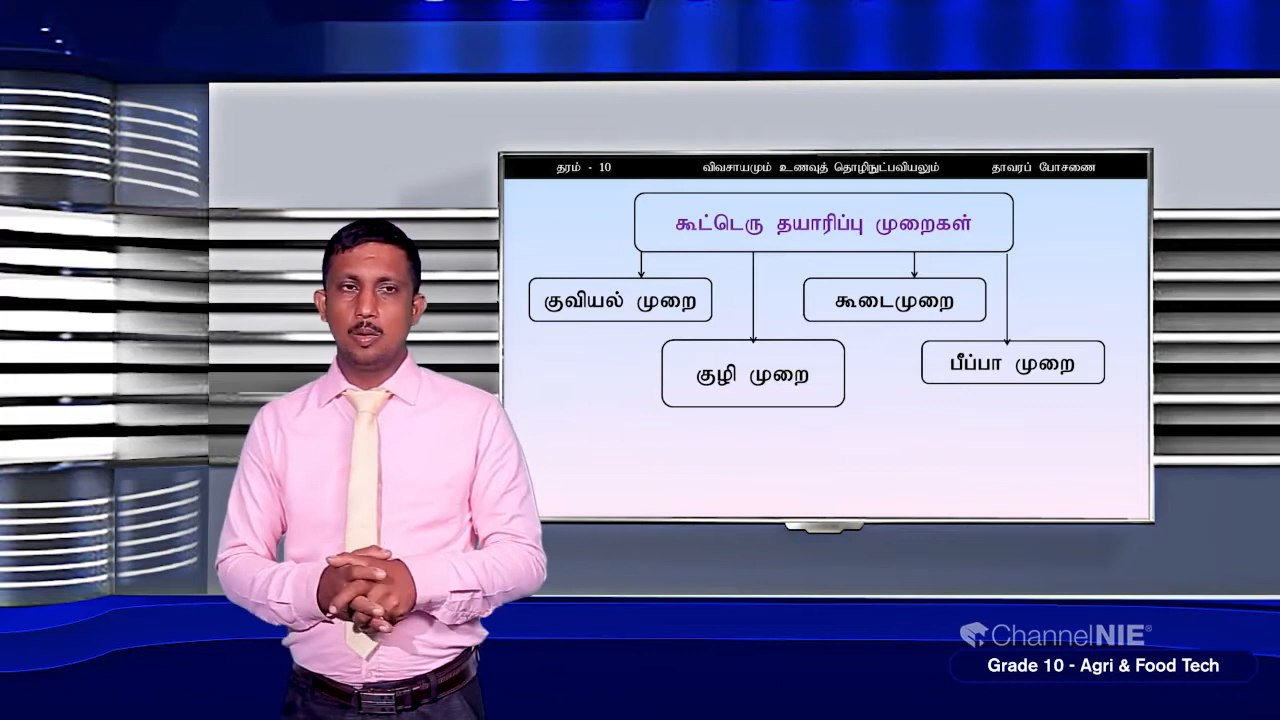 தரம் - 10 விவசாயமும் உணவுத் தொழிநுட்பவியலும் தாவரப் போசணை
கூட்டெரு தயாரிப்பு முறைகள்
குவியல் முறை
கூடைமுறை
குழி முறை
பீப்பா முறை
ChannelNIE
Grade 10 - Agri & Food Tech